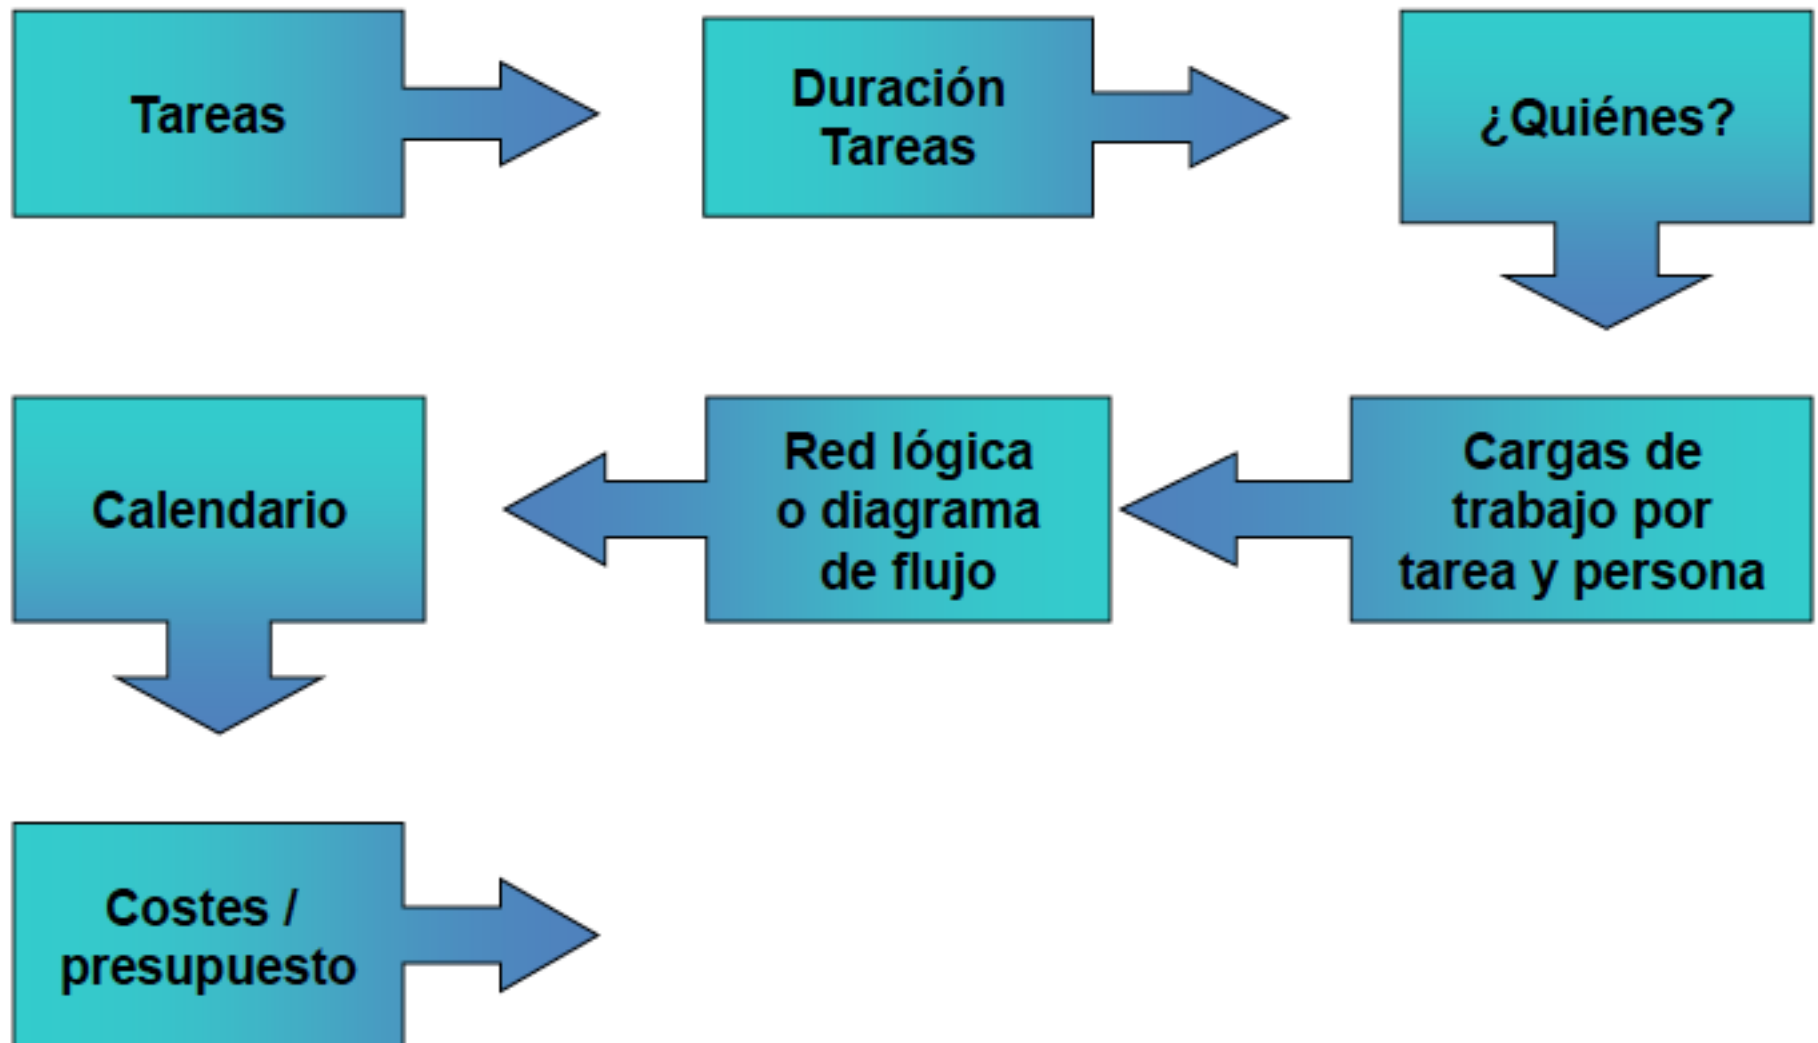 Tareas
Duración
Tareas
¿Quiénes?
Cargas de
trabajo por
tarea y persona
Red lógica
o diagrama
de flujo
Calendario
Costes /
presupuesto